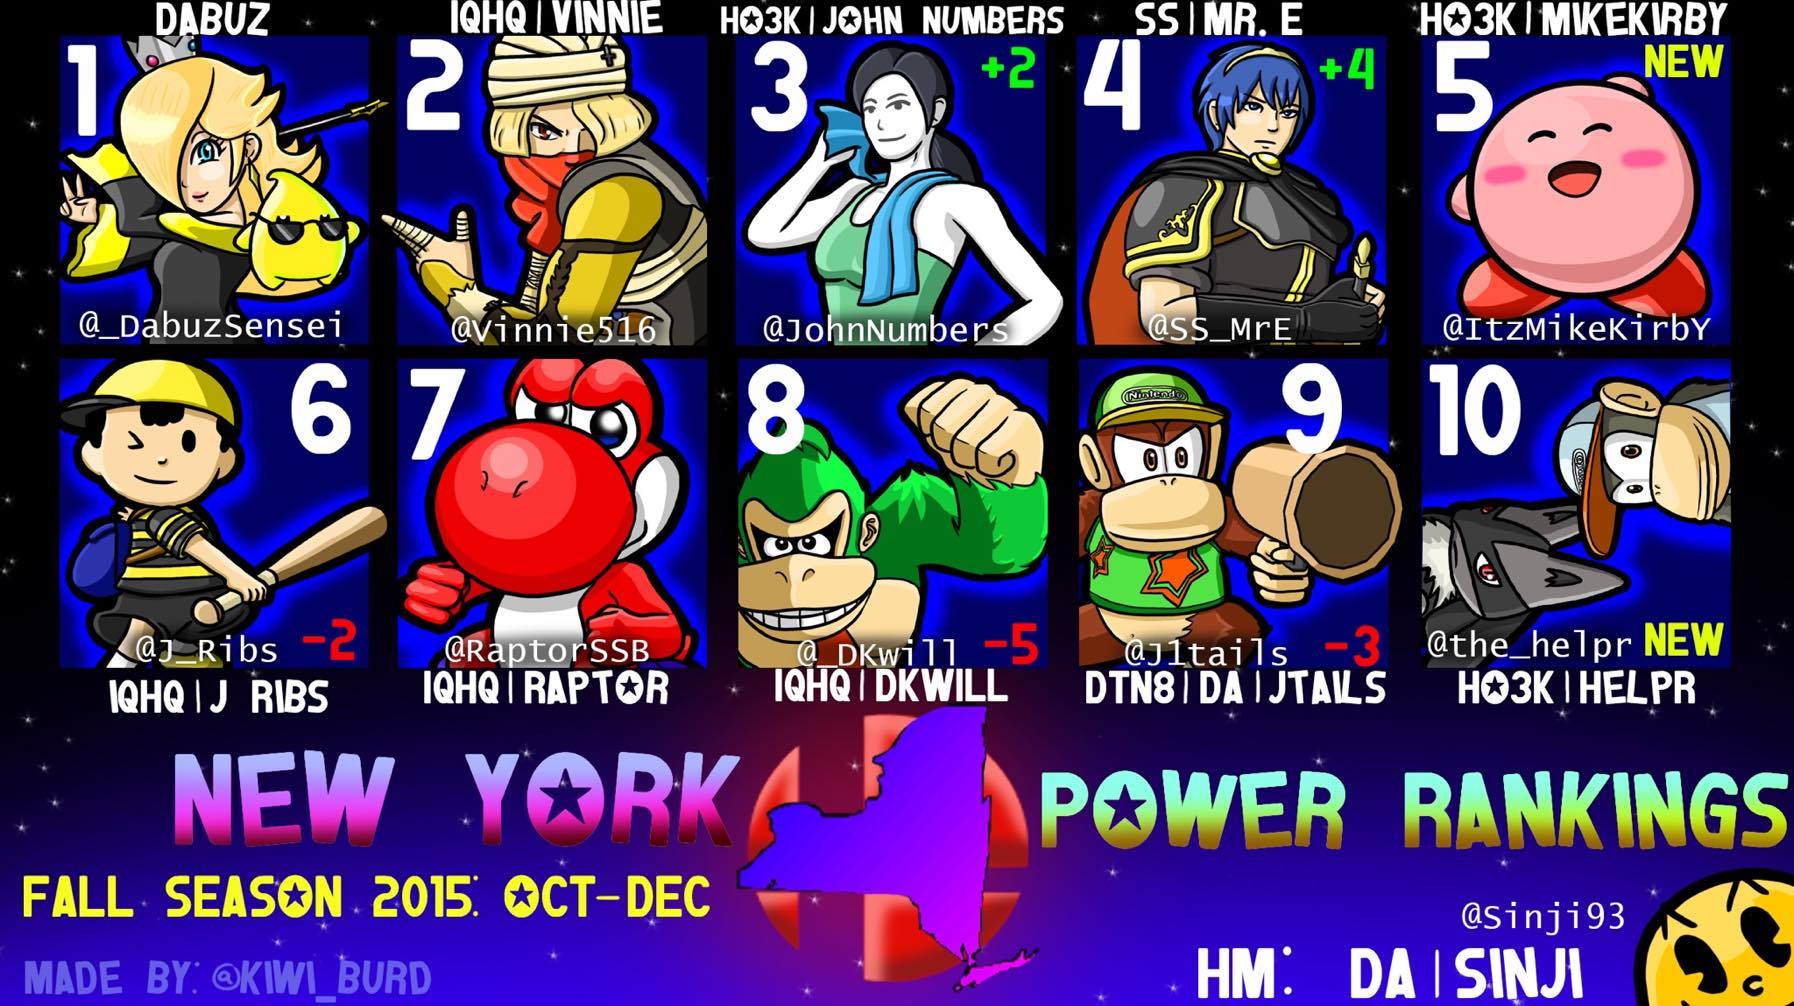 DABUZ
IQHQ | VINNIE
HO3K | JOHN NUMBERS
SS | MR. E
HO3K | MIKEKIRBY
1
2
3
+2
4
+4
5
NEW
@_DabuzSensei
@Vinnie516
@JohnNumbers
@SS_MrE
@ItzMikeKirbY
6
7
8
Nintendo
9
10
@J_Ribs
-2
@RaptorSSB
@_DKwill
-5
@J1tails
-3
@the_helpr
NEW
IQHQ | J RIBS
IQHQ | RAPTOR
IQHQ | DKWILL
DTN8 | DA | JTAILS
HO3K | HELPR
NEW YORK POWER RANKINGS
FALL SEASON 2015: OCT-DEC
MADE BY: @KIWI_BURD
@Sinji93
HM: DA | SINJI